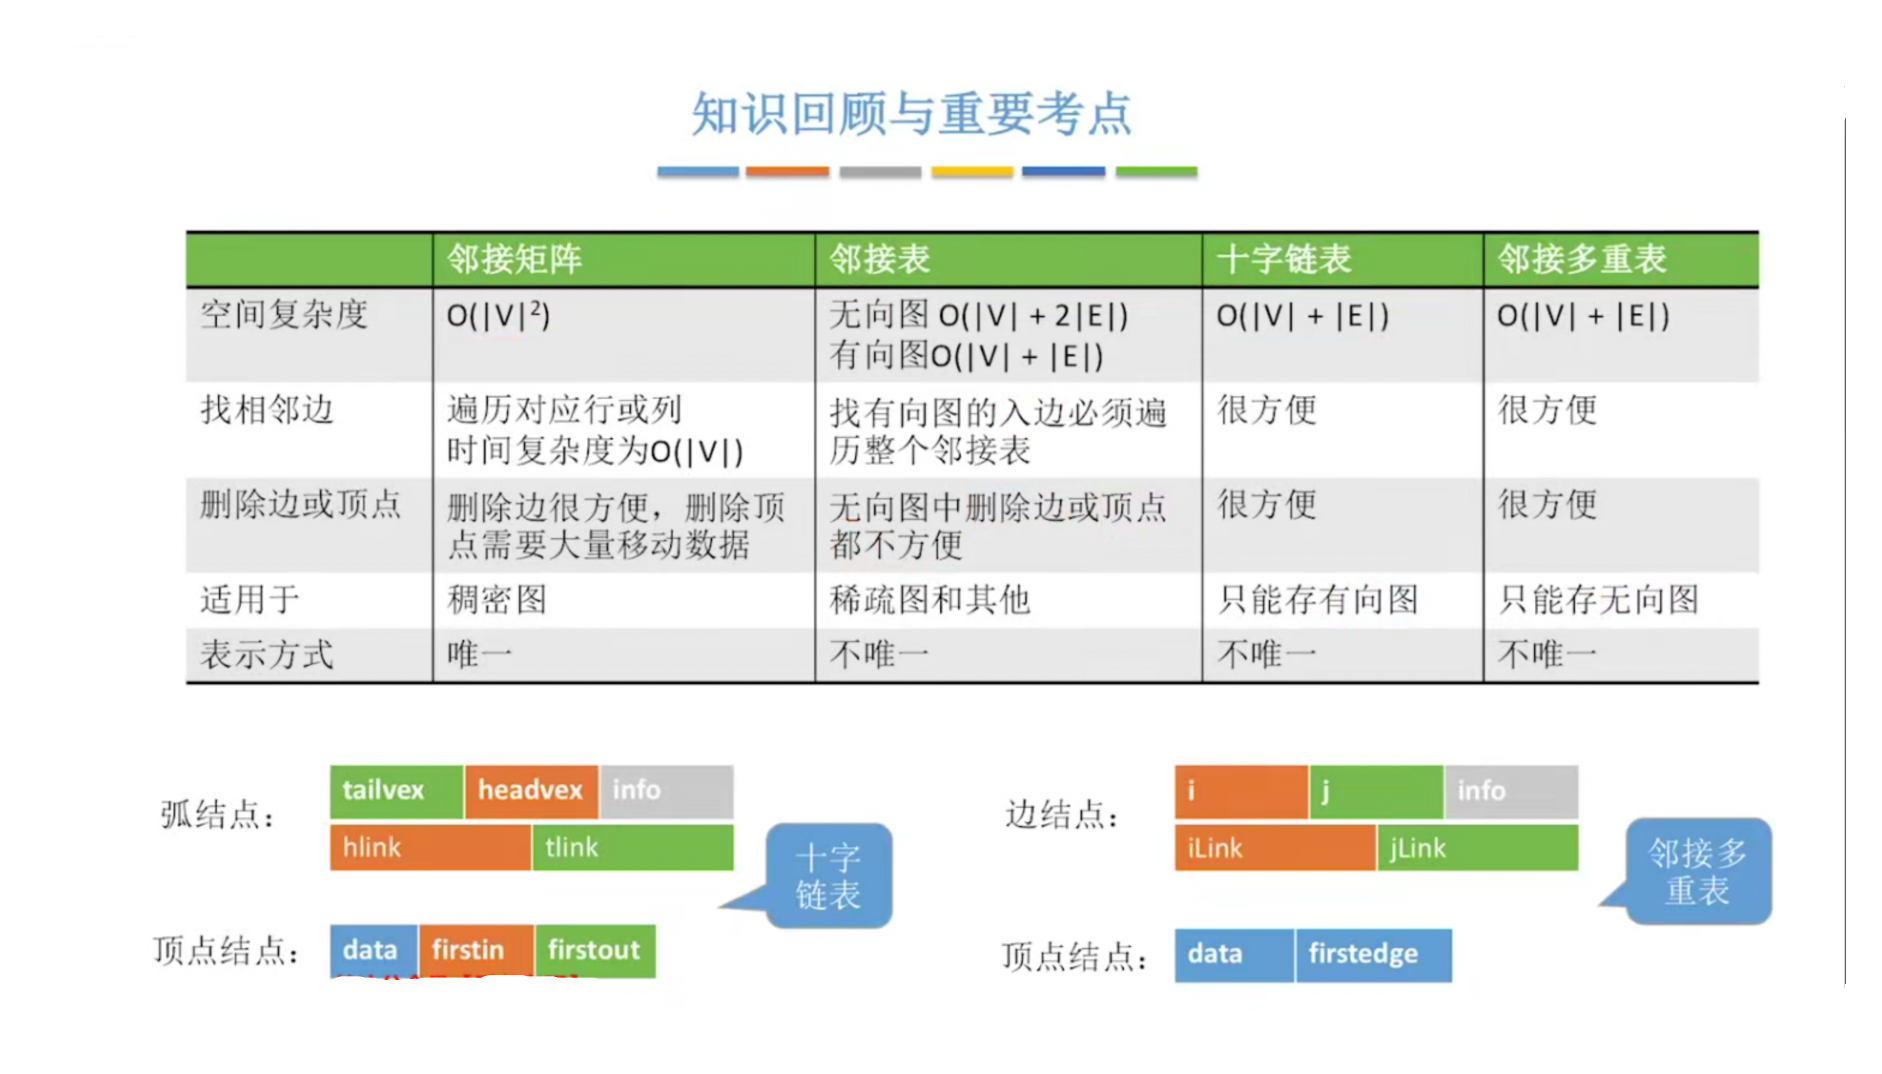 知识回顾与重要考点
邻接矩阵 邻接表 十字链表 邻接多重表
空间复杂度 O(|V|²) 无向图 O(|V| + 2|E|) O(|V| + |E|) O(|V| + |E|)
有向图O(|V| + |E|)
找相邻边 遍历对应行或列 找有向图的入边必须遍 很方便 很方便
时间复杂度为O(|V|) 历整个邻接表
删除边或顶点 删除边很方便，删除顶 无向图中删除边或顶点 很方便 很方便
点需要大量移动数据 都不方便
适用于 稠密图 稀疏图和其他 只能存有向图 只能存无向图
表示方式 唯一 不唯一 不唯一 不唯一
弧结点：
tailvex headvex info
hlink tlink
十字
链表
顶点结点：
data firstin firstout
边结点：
i j info
iLink jLink
邻接多
重表
顶点结点：
data firstedge